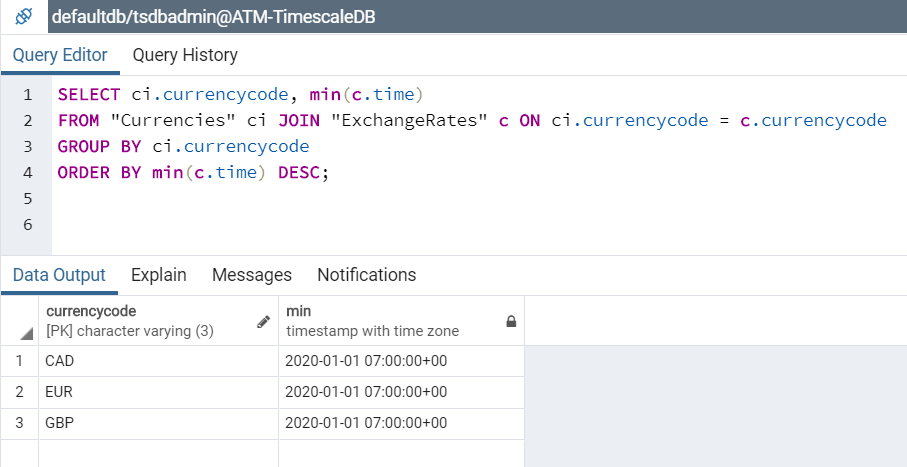 defaultdb/tsdbadmin@ATM-TimescaleDB
Query Editor Query History
1 SELECT ci.currencycode, min(c.time)
2 FROM "Currencies" ci JOIN "ExchangeRates" c ON ci.currencycode = c.currencycode
3 GROUP BY ci.currencycode
4 ORDER BY min(c.time) DESC;
5
6
Data Output Explain Messages Notifications
currencycode min
[PK] character varying (3) timestamp with time zone
1 CAD 2020-01-01 07:00:00+00
2 EUR 2020-01-01 07:00:00+00
3 GBP 2020-01-01 07:00:00+00